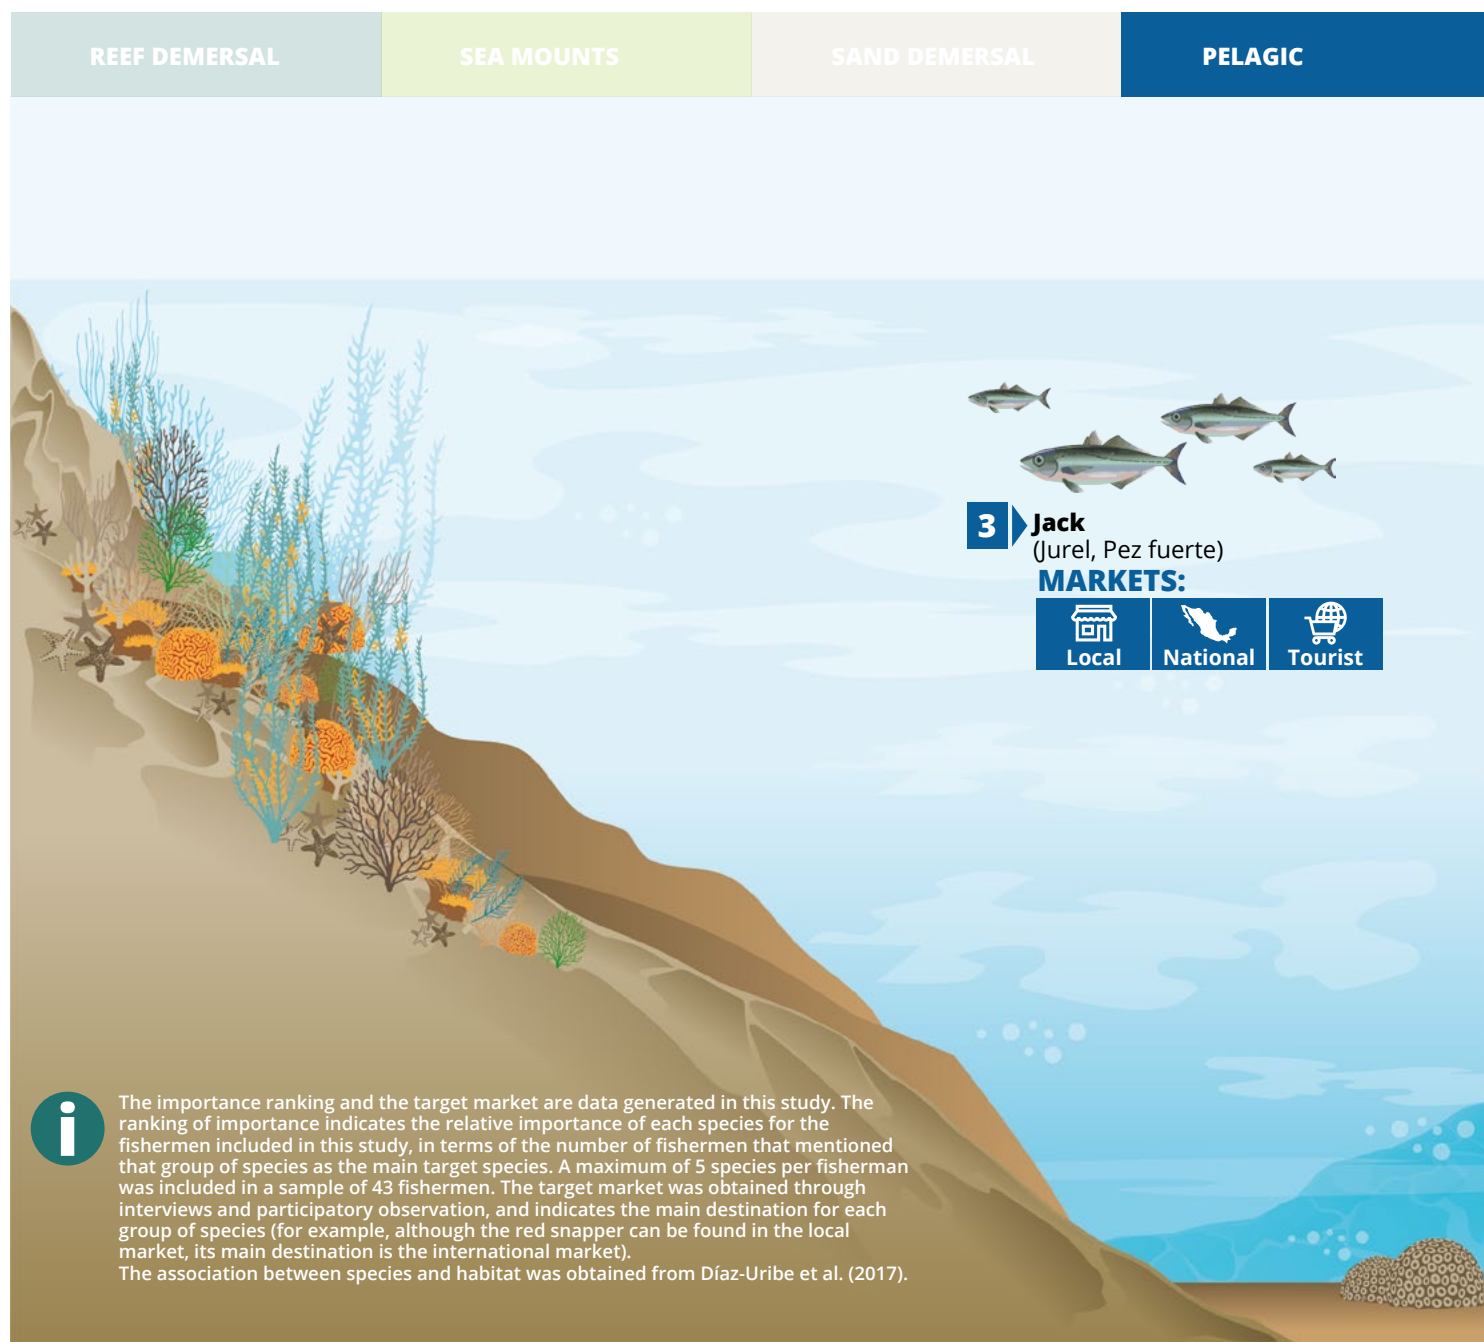 REEF DEMERSAL
SEA MOUNTS
SAND DEMERSAL
PELAGIC
3
Jack
(Jurel, Pez fuerte)
MARKETS:
Local
National
Tourist
i
The importance ranking and the target market are data generated in this study. The
ranking of importance indicates the relative importance of each species for the
fishermen included in this study, in terms of the number of fishermen that mentioned
that group of species as the main target species. A maximum of 5 species per fisherman
was included in a sample of 43 fishermen. The target market was obtained through
interviews and participatory observation, and indicates the main destination for each
group of species (for example, although the red snapper can be found in the local
market, its main destination is the international market).
The association between species and habitat was obtained from Díaz-Uribe et al. (2017).